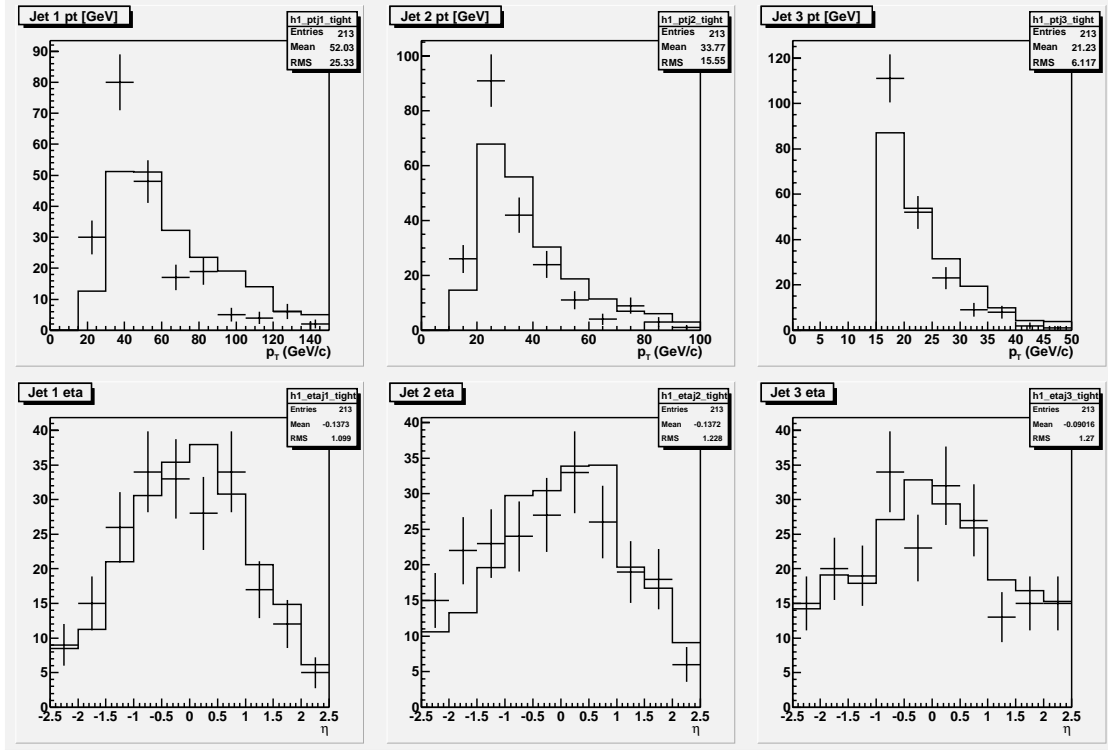 Jet 1 pt [GeV]
h1_ptj1_tight
Entries 213
Mean 52.03
RMS 25.33
90
80
70
60
50
40
30
20
10
0
0 20 40 60 80 100 120 140
pT (GeV/c)
Jet 2 pt [GeV]
h1_ptj2_tight
Entries 213
Mean 33.77
RMS 15.55
100
80
60
40
20
0
0 20 40 60 80 100
pT (GeV/c)
Jet 3 pt [GeV]
h1_ptj3_tight
Entries 213
Mean 21.23
RMS 6.117
120
100
80
60
40
20
0
0 5 10 15 20 25 30 35 40 45 50
pT (GeV/c)
Jet 1 eta
h1_etaj1_tight
Entries 213
Mean -0.1373
RMS 1.099
40
35
30
25
20
15
10
5
0
-2.5 -2 -1.5 -1 -0.5 0 0.5 1 1.5 2 2.5
η
Jet 2 eta
h1_etaj2_tight
Entries 213
Mean -0.1372
RMS 1.228
40
35
30
25
20
15
10
5
0
-2.5 -2 -1.5 -1 -0.5 0 0.5 1 1.5 2 2.5
η
Jet 3 eta
h1_etaj3_tight
Entries 213
Mean -0.09016
RMS 1.27
40
35
30
25
20
15
10
5
0
-2.5 -2 -1.5 -1 -0.5 0 0.5 1 1.5 2 2.5
η